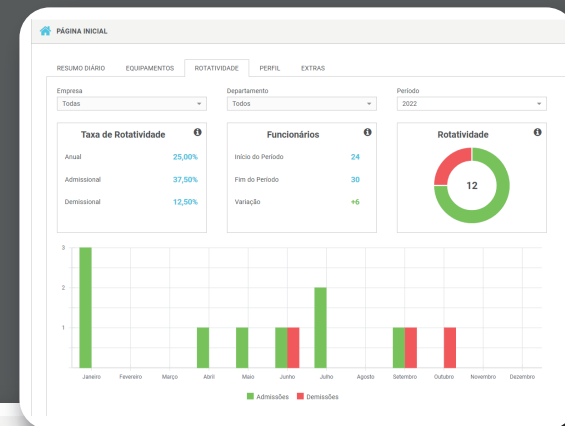 PÁGINA INICIAL
RESUMO DIÁRIO EQUIPAMENTOS ROTATIVIDADE PERFIL EXTRAS
Empresa Departamento Período
Todas Todos 2022
Taxa de Rotatividade Funcionários Rotatividade
Anual 25,00% Início do Período 24
Admissional 37,50% Fim do Período 30
Demissional 12,50% Variação +6
12
3
2
1
Janeiro Fevereiro Março Abril Maio Junho Julho Agosto Setembro Outubro Novembro Dezembro
Admissões Demissões